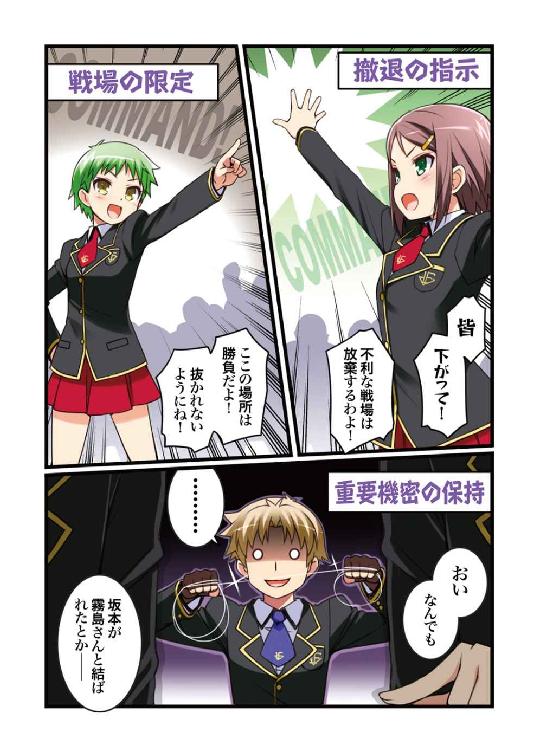 撤退の指示
COMMAND
皆
下がって!
不利な戦場は
放棄するわよ!
戦場の限定
COMMAND
ここの場所は
勝負だよ!
抜かれない
ようにね!
重要機密の保持
おい
なんでも
坂本が
霧島さんと結ば
れたとか──
………